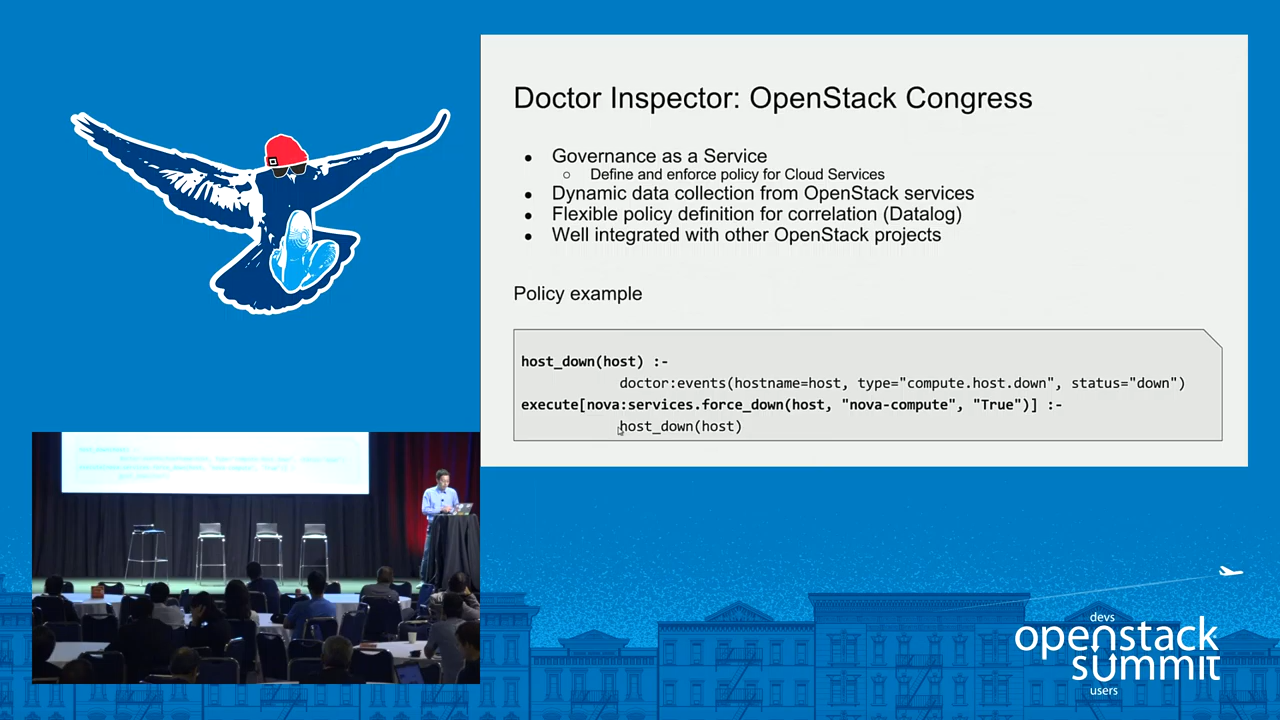 Doctor Inspector: OpenStack Congress
● Governance as a Service
○ Define and enforce policy for Cloud Services
● Dynamic data collection from OpenStack services
● Flexible policy definition for correlation (Datalog)
● Well integrated with other OpenStack projects
Policy example
host_down(host) :-
doctor:events(hostname=host, type="compute.host.down", status="down")
execute[nova:services.force_down(host, "nova-compute", "True")] :-
host_down(host)
devs
openstack
summit
users